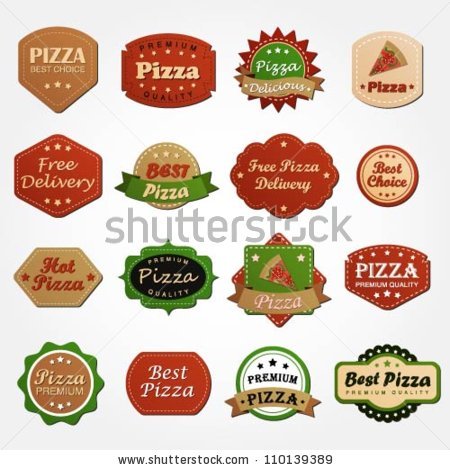 PIZZA
BEST CHOICE
PREMIUM
Pizza
QUALITY
Pizza
Delicious
Pizza
Free
Delivery
BEST
Pizza
Free Pizza
Delivery
Best
Choice
Hot
Pizza
PREMIUM
Pizza
QUALITY
Pizza
PIZZA
PREMIUM QUALITY
Pizza
PREMIUM
Best
Pizza
PREMIUM
PIZZA
Best Pizza
PREMIUM QUALITY
shutterstock
www.shutterstock.com · 110139389